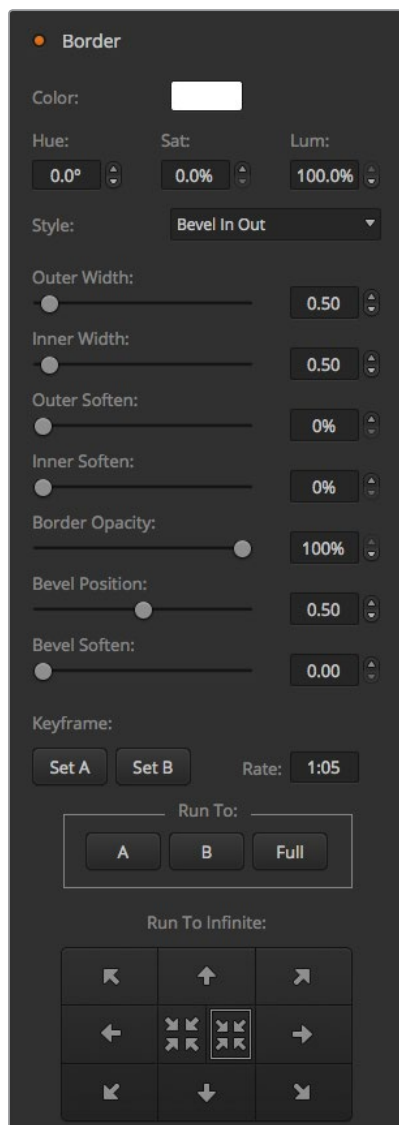 Border
Color:
Hue: Sat: Lum:
0.0° 0.0% 100.0%
Style: Bevel In Out
Outer Width:
0.50
Inner Width:
0.50
Outer Soften:
0%
Inner Soften:
0%
Border Opacity:
100%
Bevel Position:
0.50
Bevel Soften:
0.00
Keyframe:
Set A Set B Rate: 1:05
Run To:
A B Full
Run To Infinite: